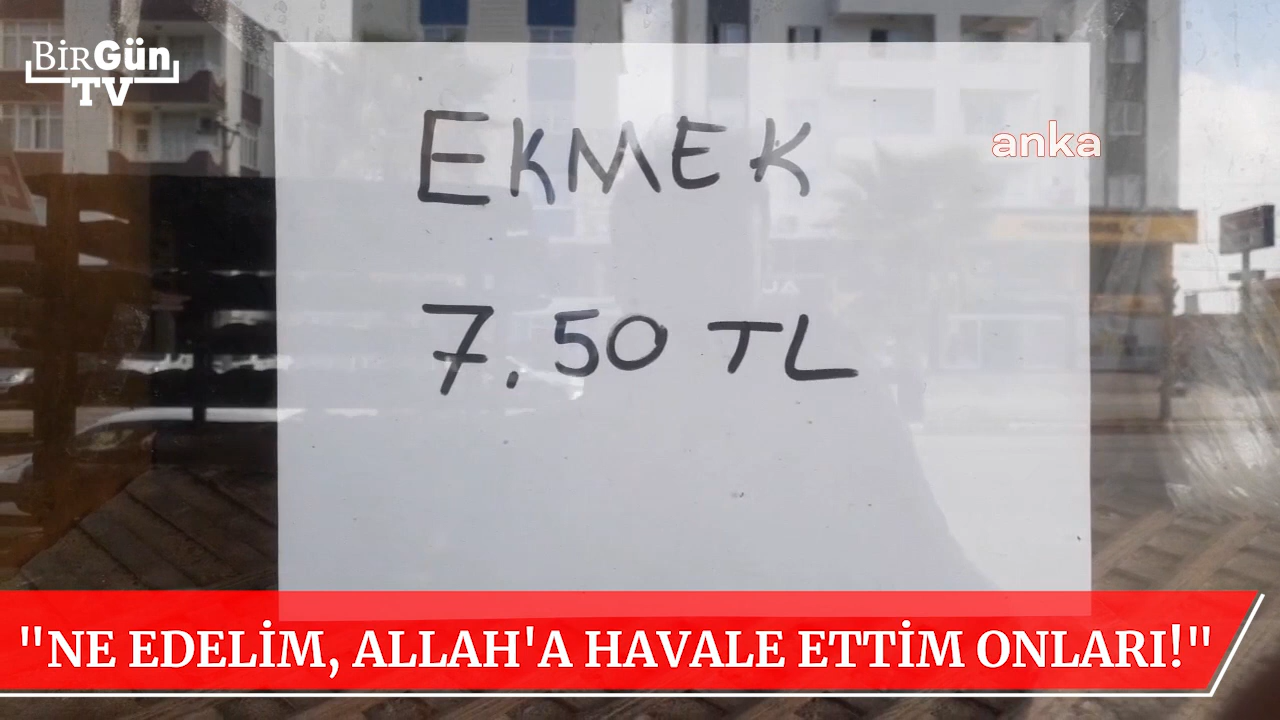 BirGün
TV
anka
EKMEK
7.50 TL
"NE EDELİM, ALLAH'A HAVALE ETTİM ONLARI!"